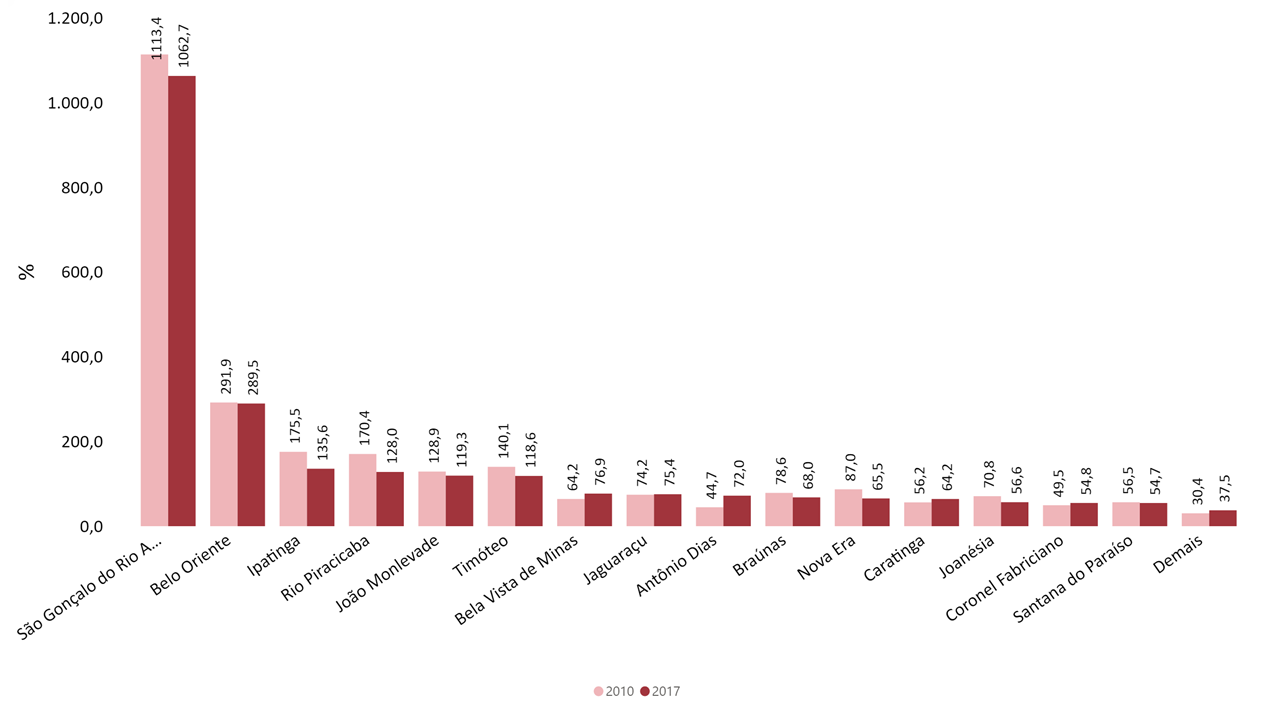 1.200,0
1.000,0
800,0
600,0
400,0
200,0
0,0
%
1113,4
1062,7
291,9
289,5
175,5
135,6
170,4
128,0
128,9
119,3
140,1
118,6
64,2
76,9
74,2
75,4
44,7
72,0
78,6
68,0
87,0
65,5
56,2
64,2
70,8
56,6
49,5
54,8
56,5
54,7
30,4
37,5
São Gonçalo do Rio A...
Belo Oriente
Ipatinga
Rio Piracicaba
João Monlevade
Timóteo
Bela Vista de Minas
Jaguaraçu
Antônio Dias
Braúnas
Nova Era
Caratinga
Joanésia
Coronel Fabriciano
Santana do Paraíso
Demais
2010 2017